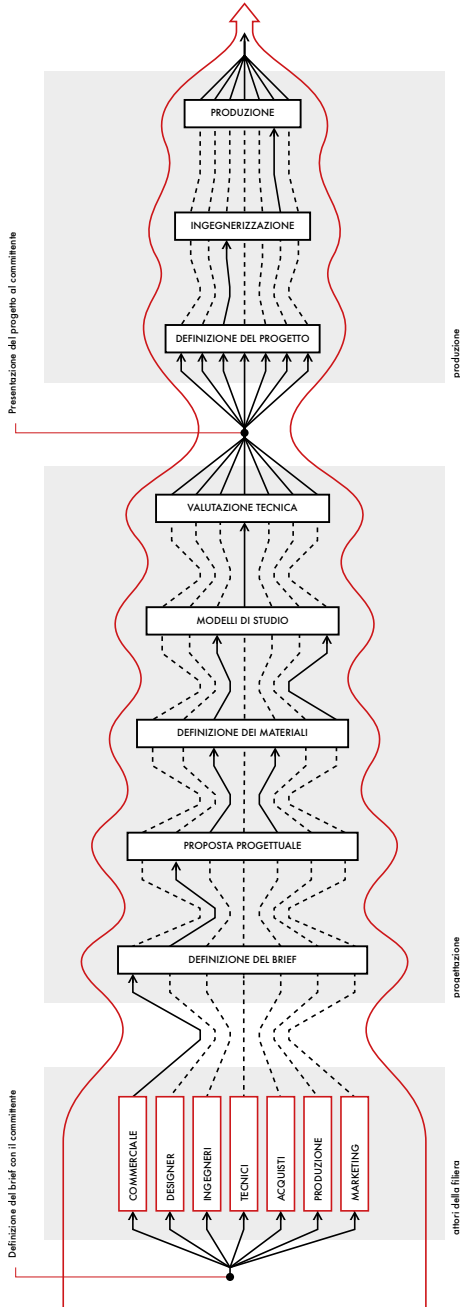 Presentazione del progetto al committente
PRODUZIONE
INGEGNERIZZAZIONE
DEFINIZIONE DEL PROGETTO
produzione
VALUTAZIONE TECNICA
MODELLI DI STUDIO
DEFINIZIONE DEI MATERIALI
PROPOSTA PROGETTUALE
DEFINIZIONE DEL BRIEF
progettazione
Definizione del brief con il committente
COMMERCIALE
DESIGNER
INGEGNERI
TECNICI
ACQUISTI
PRODUZIONE
MARKETING
attori della filiera